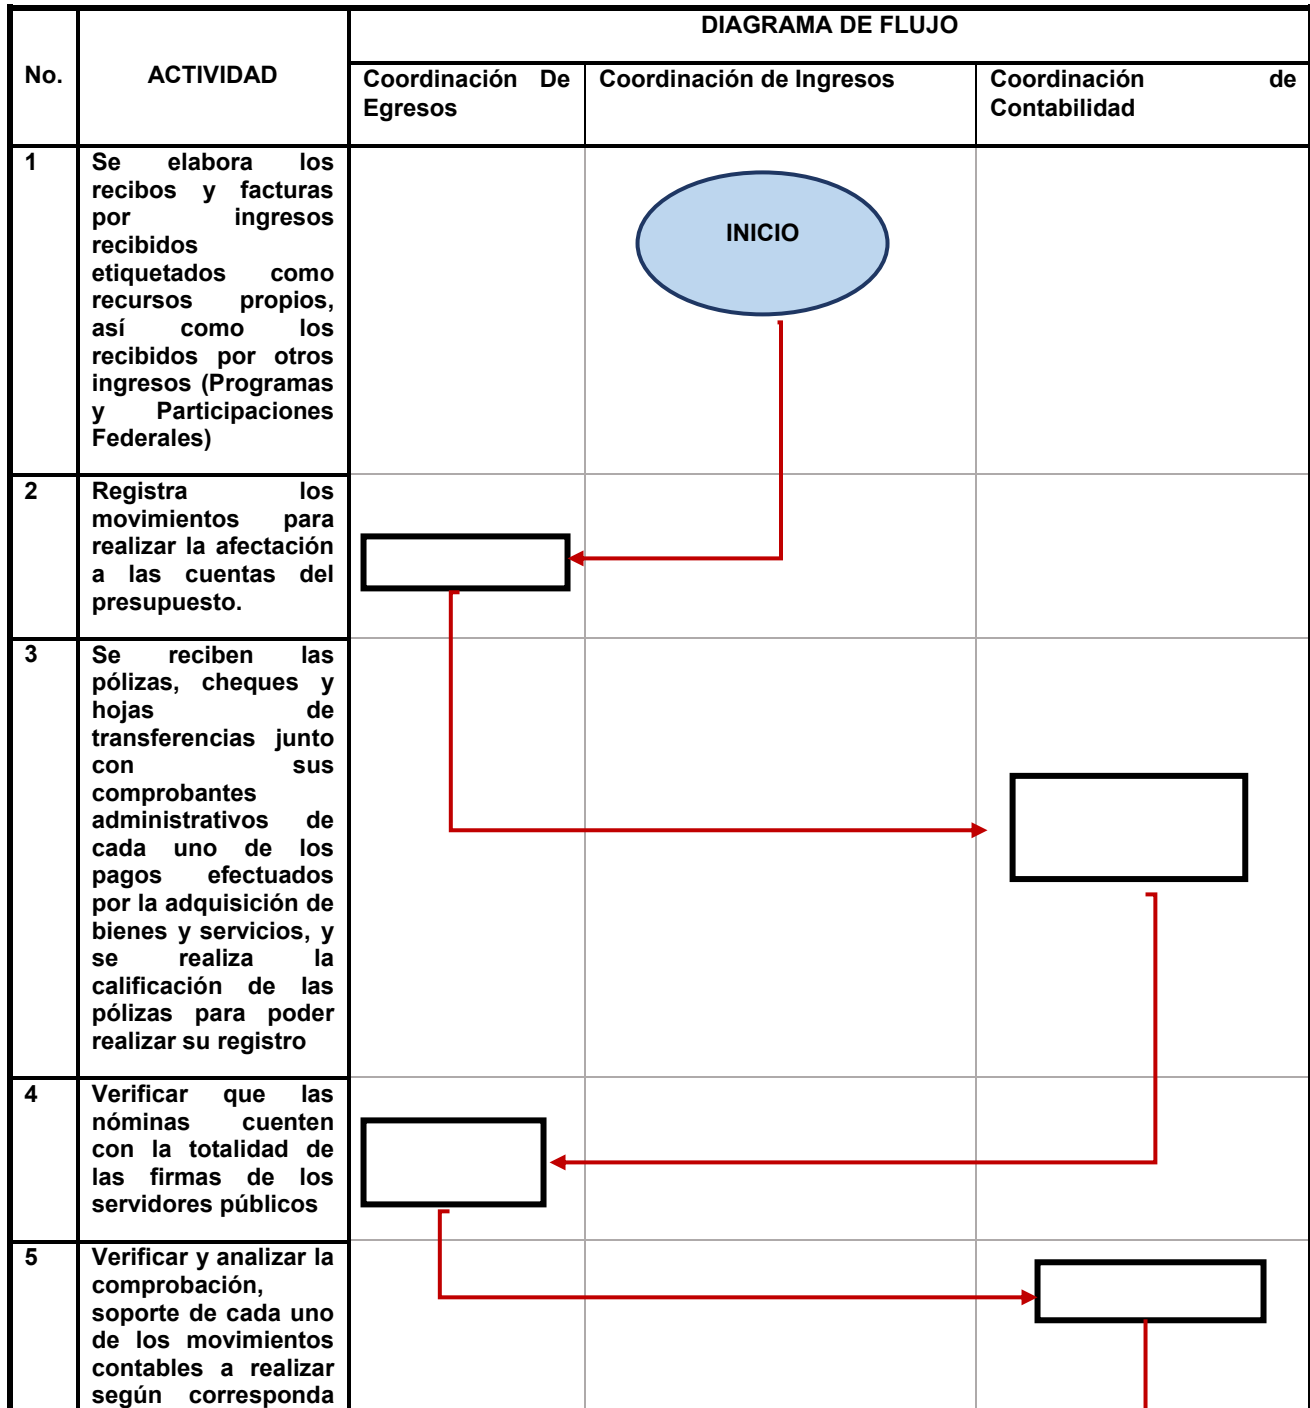 DIAGRAMA DE FLUJO
No.
ACTIVIDAD
Coordinación De
Egresos
Coordinación de Ingresos
Coordinación de
Contabilidad
1
Se elabora los
recibos y facturas
por ingresos
recibidos
etiquetados como
recursos propios,
así como los
recibidos por otros
ingresos (Programas
y Participaciones
Federales)
INICIO
2
Registra los
movimientos para
realizar la afectación
a las cuentas del
presupuesto.
3
Se reciben las
pólizas, cheques y
hojas de
transferencias junto
con sus
comprobantes
administrativos de
cada uno de los
pagos efectuados
por la adquisición de
bienes y servicios, y
se realiza la
calificación de las
pólizas para poder
realizar su registro
4
Verificar que las
nóminas cuenten
con la totalidad de
las firmas de los
servidores públicos
5
Verificar y analizar la
comprobación,
soporte de cada uno
de los movimientos
contables a realizar
según corresponda